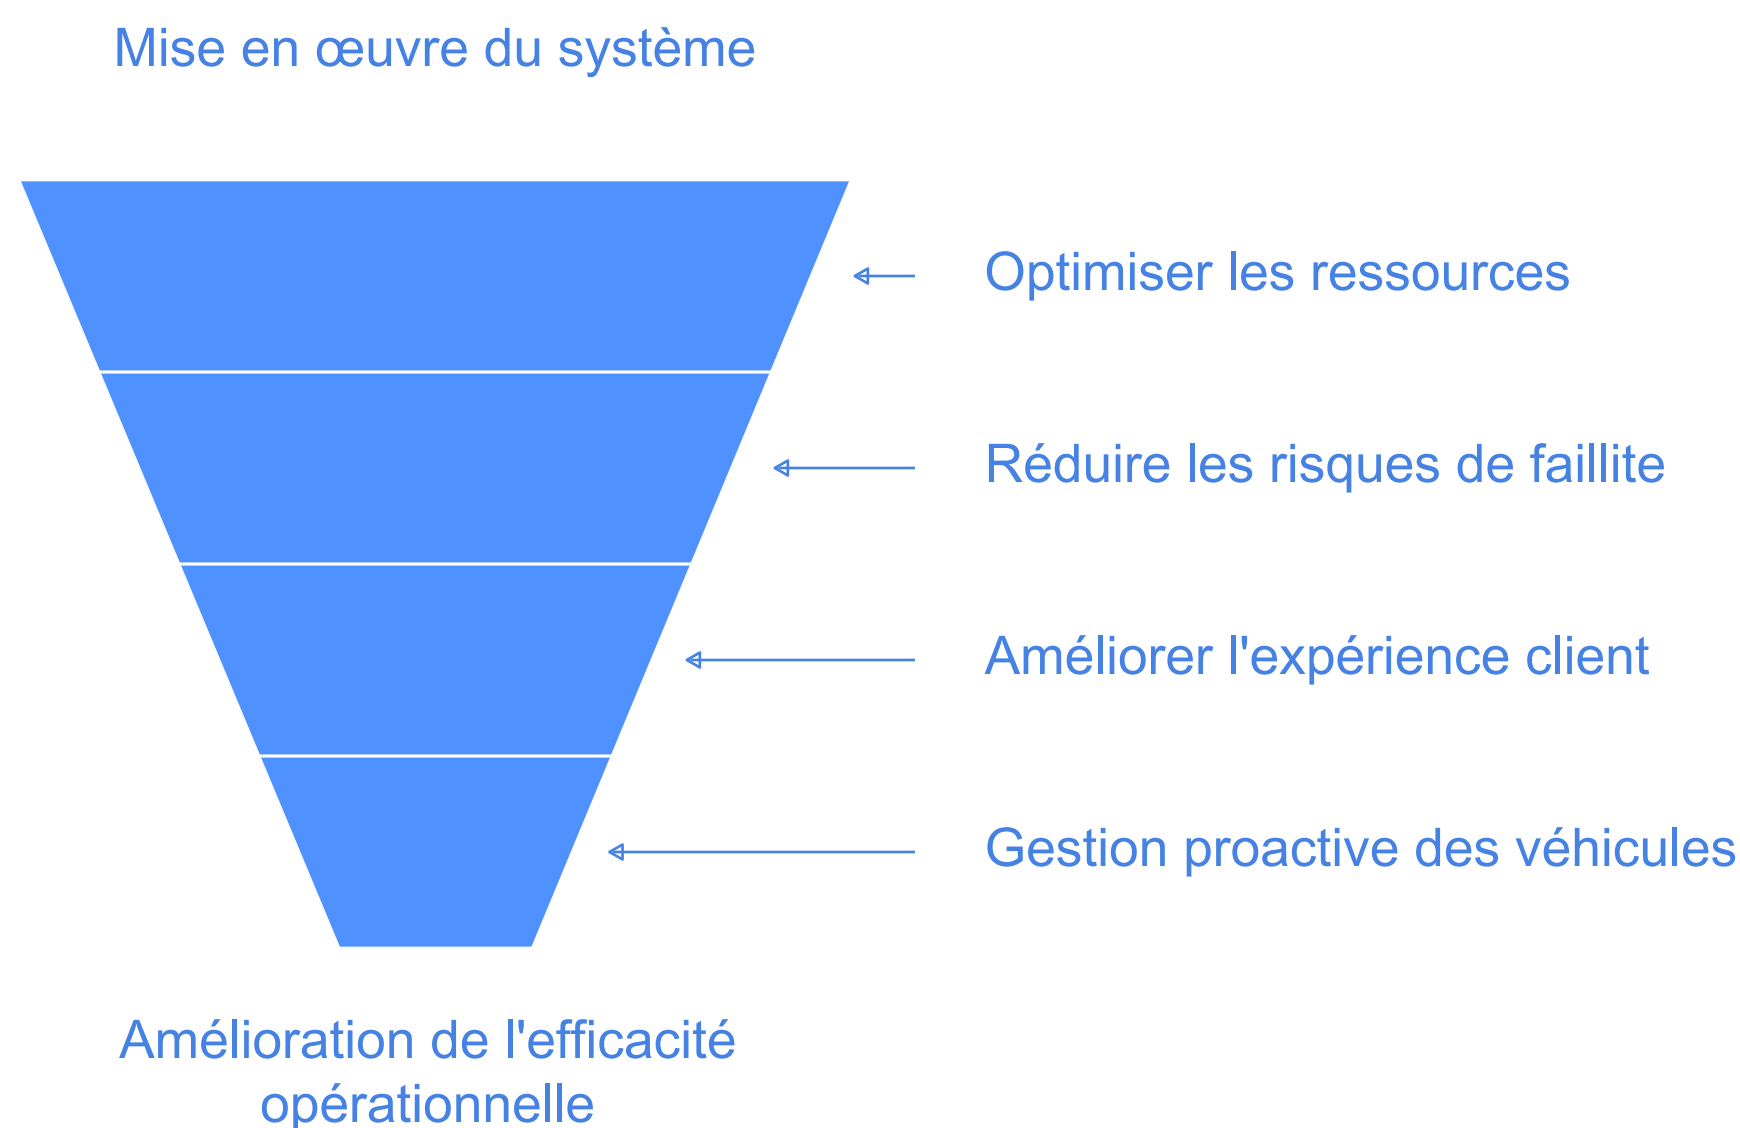 Mise en œuvre du système
Optimiser les ressources
Réduire les risques de faillite
Améliorer l'expérience client
Gestion proactive des véhicules
Amélioration de l'efficacité
opérationnelle